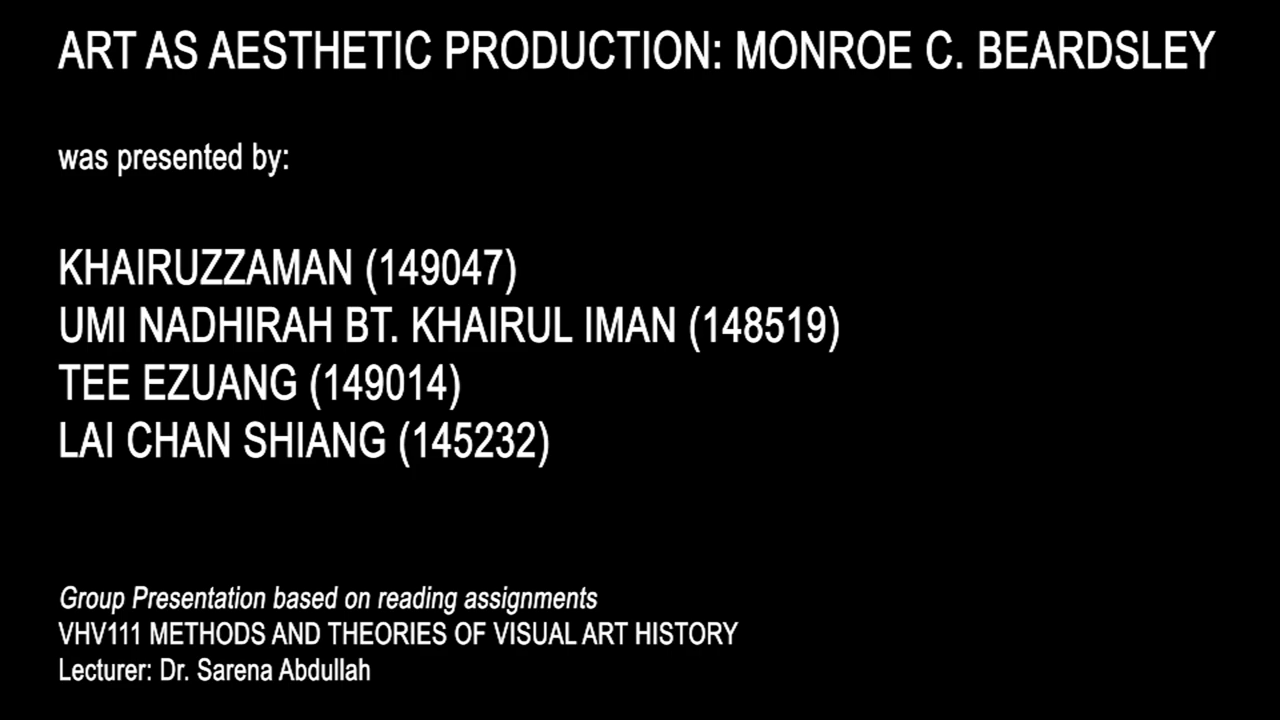 ART AS AESTHETIC PRODUCTION: MONROE C. BEARDSLEY
was presented by:
KHAIRUZZAMAN (149047)
UMI NADHIRAH BT. KHAIRUL IMAN (148519)
TEE EZUANG (149014)
LAI CHAN SHIANG (145232)
Group Presentation based on reading assignments
VHV111 METHODS AND THEORIES OF VISUAL ART HISTORY
Lecturer: Dr. Sarena Abdullah